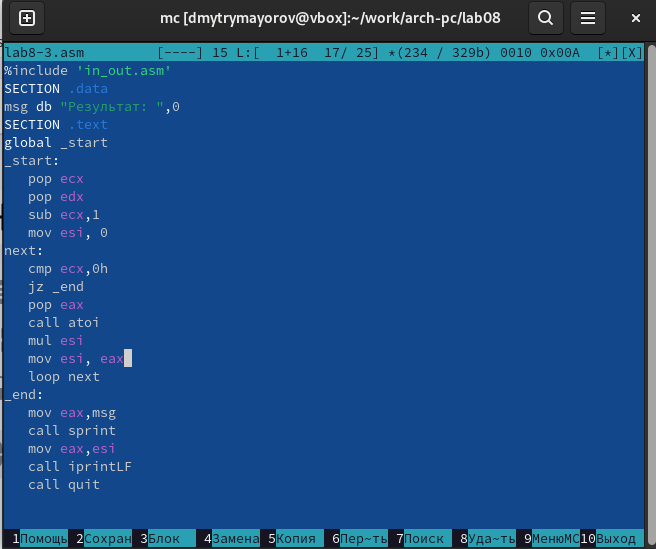 mc [dmytrymayorov@vbox]:~/work/arch-pc/lab08
lab8-3.asm [----] 15 L:[ 1+16 17/ 25] *(234 / 329b) 0010 0x00A [*][X]
%include 'in_out.asm'
SECTION .data
msg db "Результат: ",0
SECTION .text
global _start
_start:
pop ecx
pop edx
sub ecx,1
mov esi, 0
next:
cmp ecx,0h
jz _end
pop eax
call atoi
mul esi
mov esi, eax
loop next
_end:
mov eax,msg
call sprint
mov eax,esi
call iprintLF
call quit
1Помощь 2Сохран 3Блок 4Замена 5Копия 6Пер~ть 7Поиск 8Уда~ть 9МенюMC 10Выход